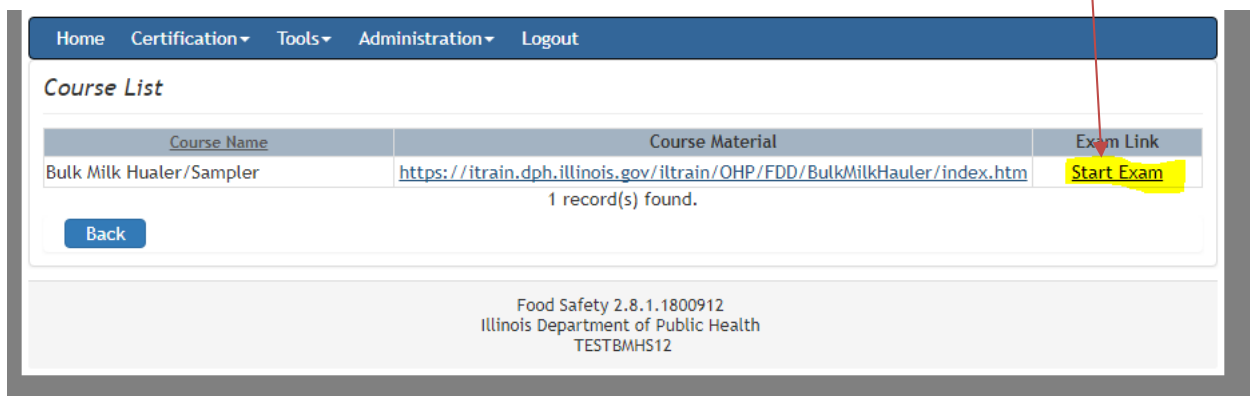 Home Certification Tools Administration Logout
Course List
Course Name Course Material Exam Link
Bulk Milk Hualer/Sampler https://itrain.dph.illinois.gov/iltrain/OHP/FDD/BulkMilkHauler/index.htm Start Exam
1 record(s) found.
Back
Food Safety 2.8.1.1800912
Illinois Department of Public Health
TESTBMHS12